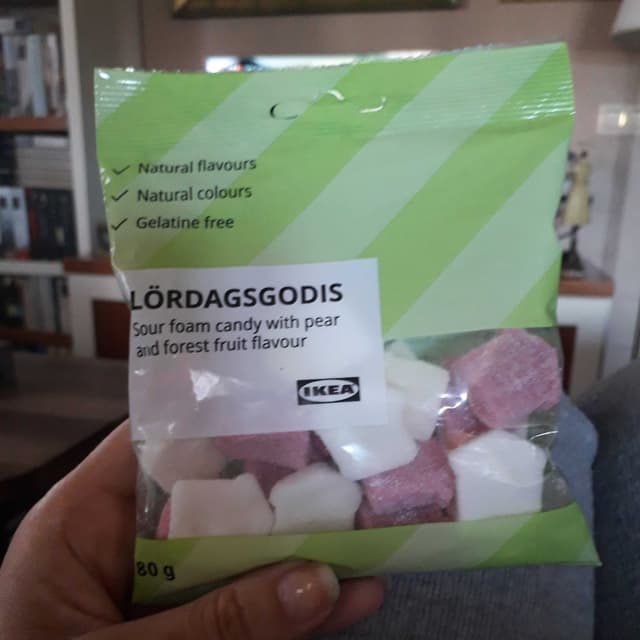 ✓ Natural flavours
✓ Natural colours
✓ Gelatine free
LÖRDAGSGODIS
Sour foam candy with pear
and forest fruit flavour
IKEA
80 g